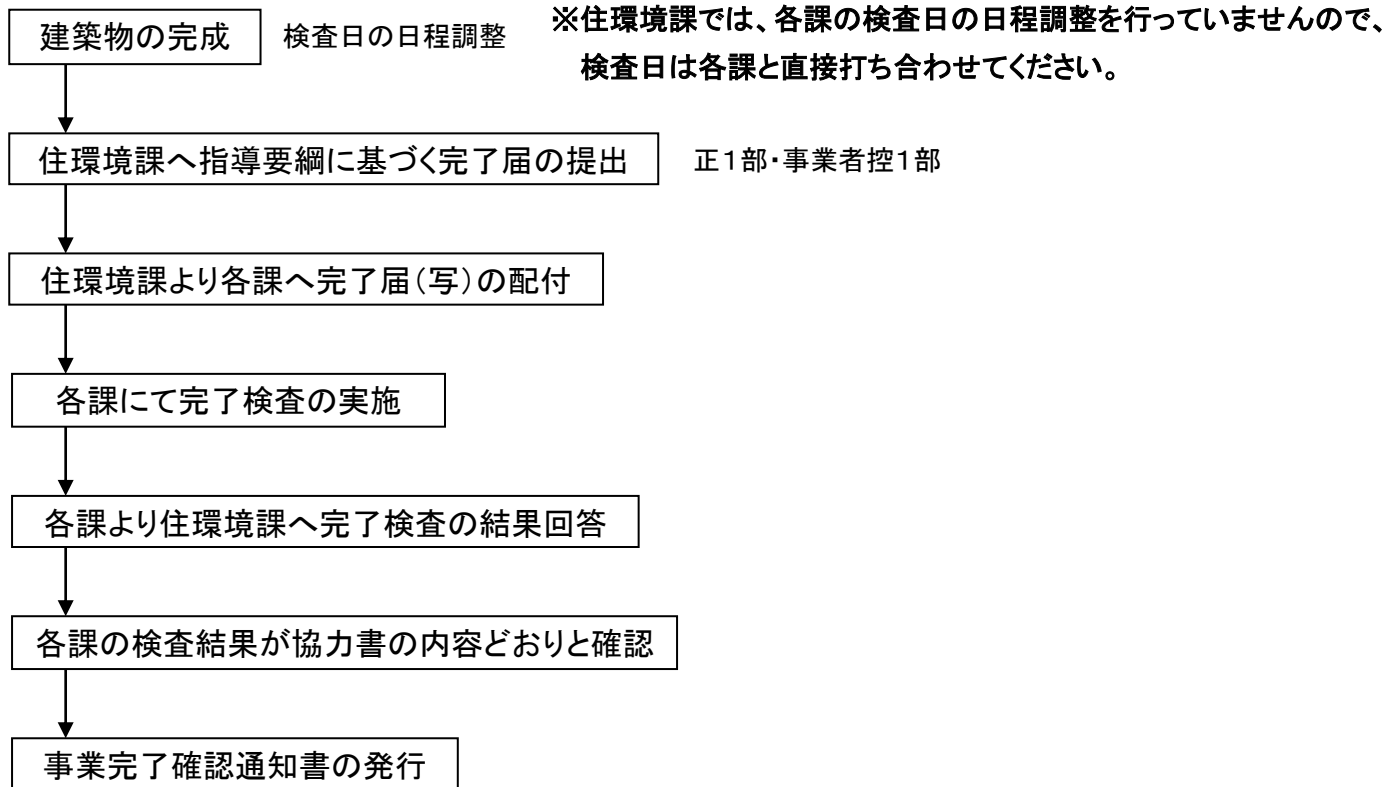 建築物の完成
検査日の日程調整
※住環境課では、各課の検査日の日程調整を行っていませんので、
検査日は各課と直接打ち合わせてください。
住環境課へ指導要綱に基づく完了届の提出
正１部・事業者控１部
住環境課より各課へ完了届（写）の配付
各課にて完了検査の実施
各課より住環境課へ完了検査の結果回答
各課の検査結果が協力書の内容どおりと確認
事業完了確認通知書の発行